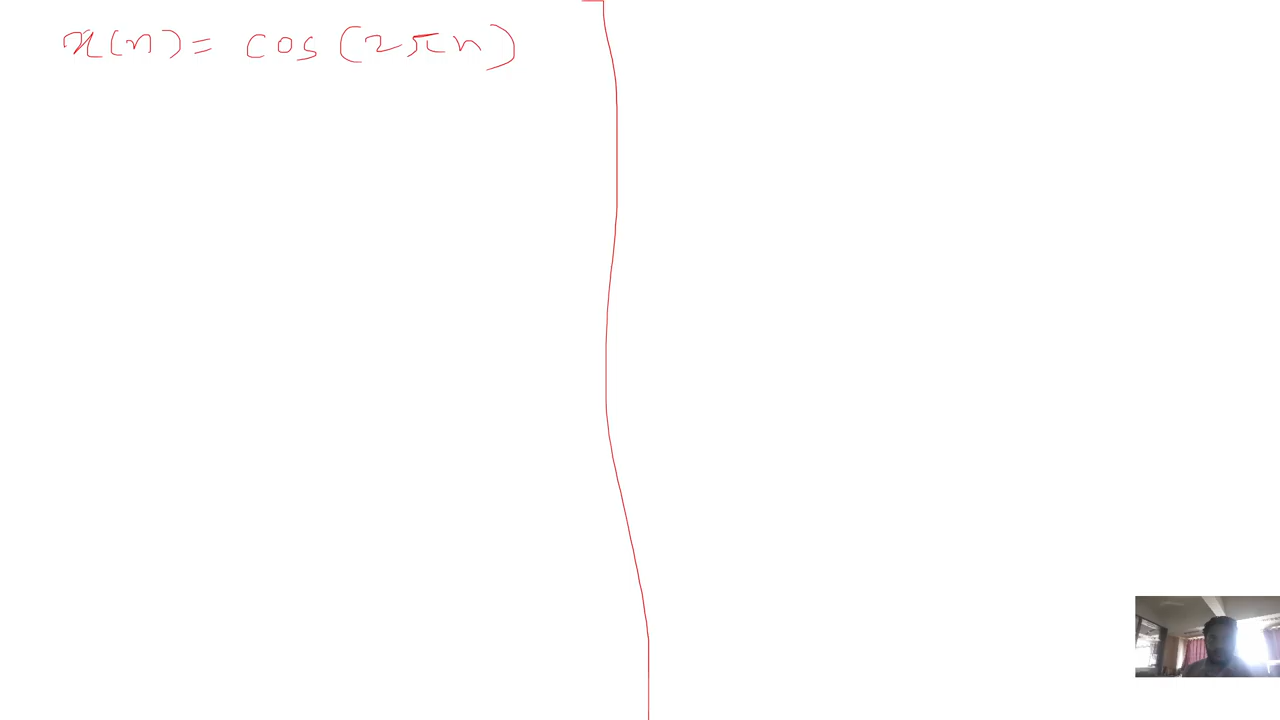 x(n) = cos(2πn)